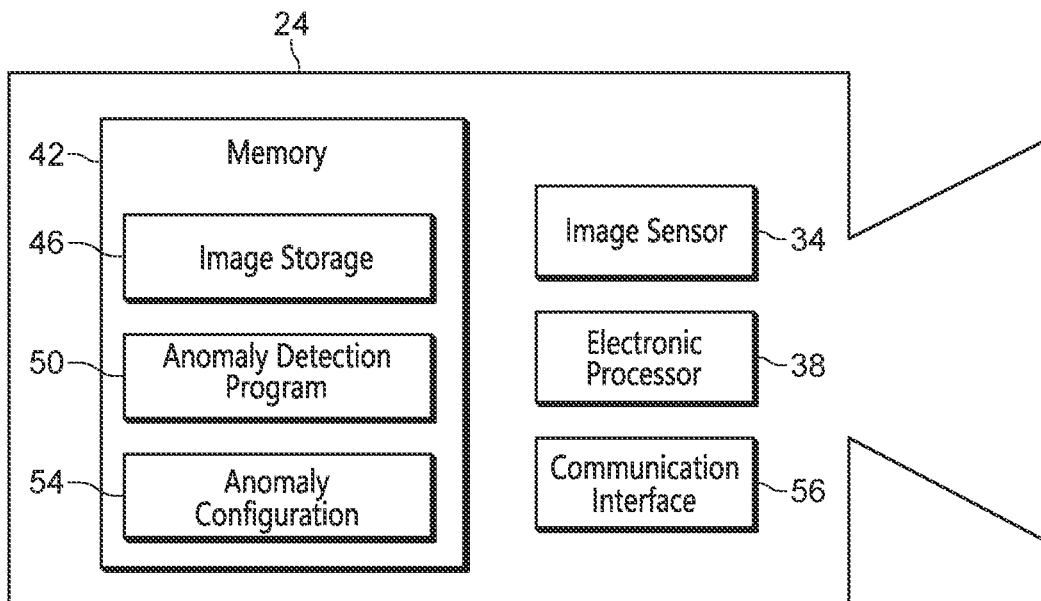 24
42
Memory
46
Image Storage
50
Anomaly Detection
Program
54
Anomaly
Configuration
Image Sensor
34
Electronic
Processor
38
Communication
Interface
56